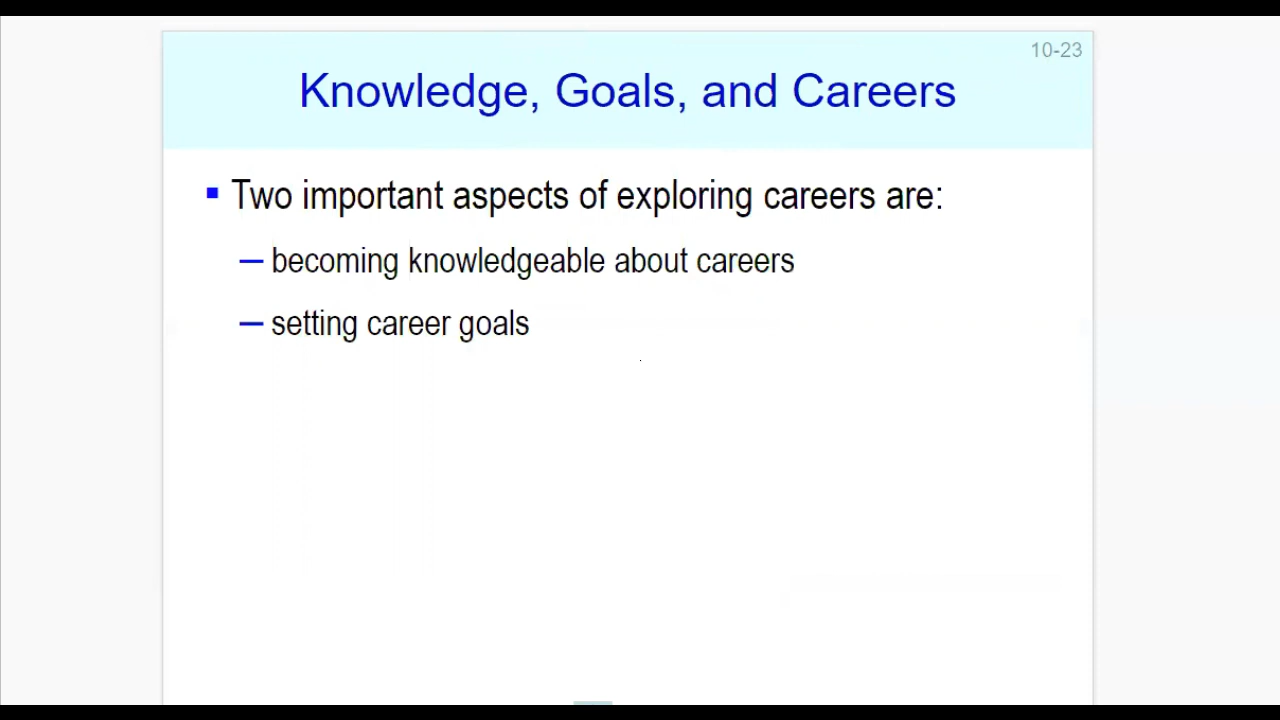 10-23
Knowledge, Goals, and Careers
▪ Two important aspects of exploring careers are:
— becoming knowledgeable about careers
— setting career goals